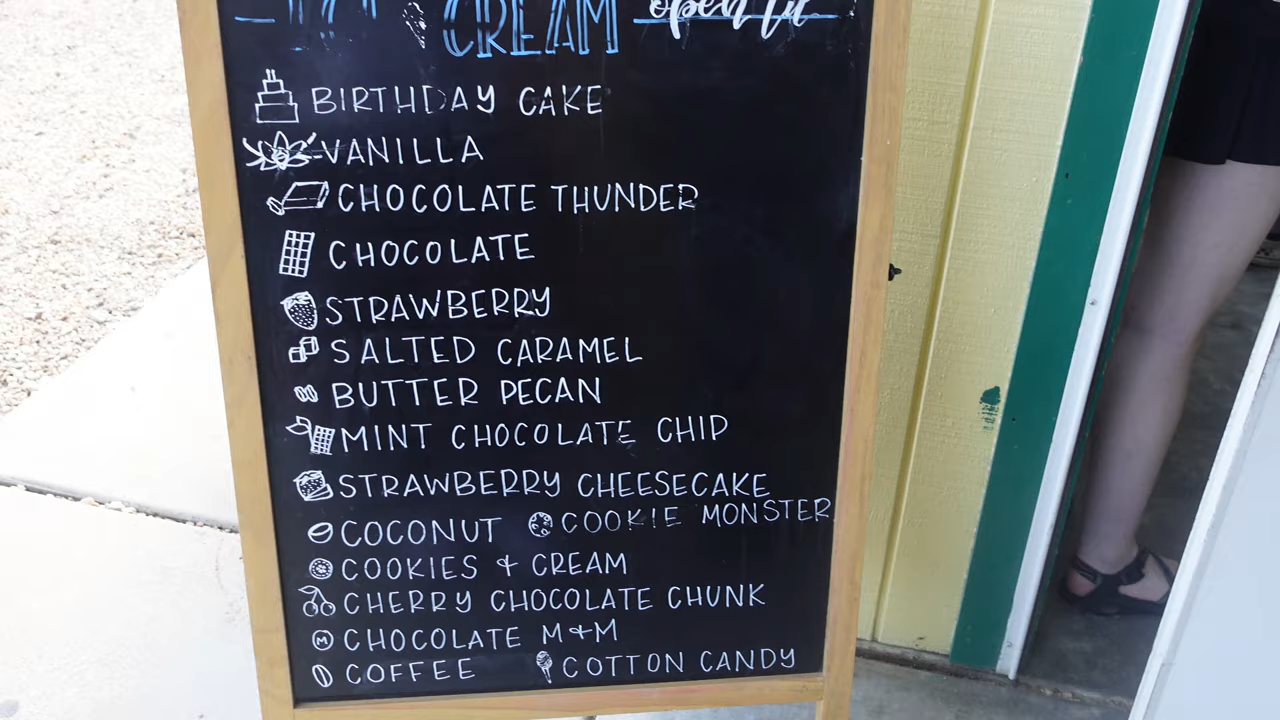 ICE CREAM open til
BIRTHDAY CAKE
VANILLA
CHOCOLATE THUNDER
CHOCOLATE
STRAWBERRY
SALTED CARAMEL
BUTTER PECAN
MINT CHOCOLATE CHIP
STRAWBERRY CHEESECAKE
COCONUT COOKIE MONSTER
COOKIES & CREAM
CHERRY CHOCOLATE CHUNK
M CHOCOLATE M&M
COFFEE COTTON CANDY